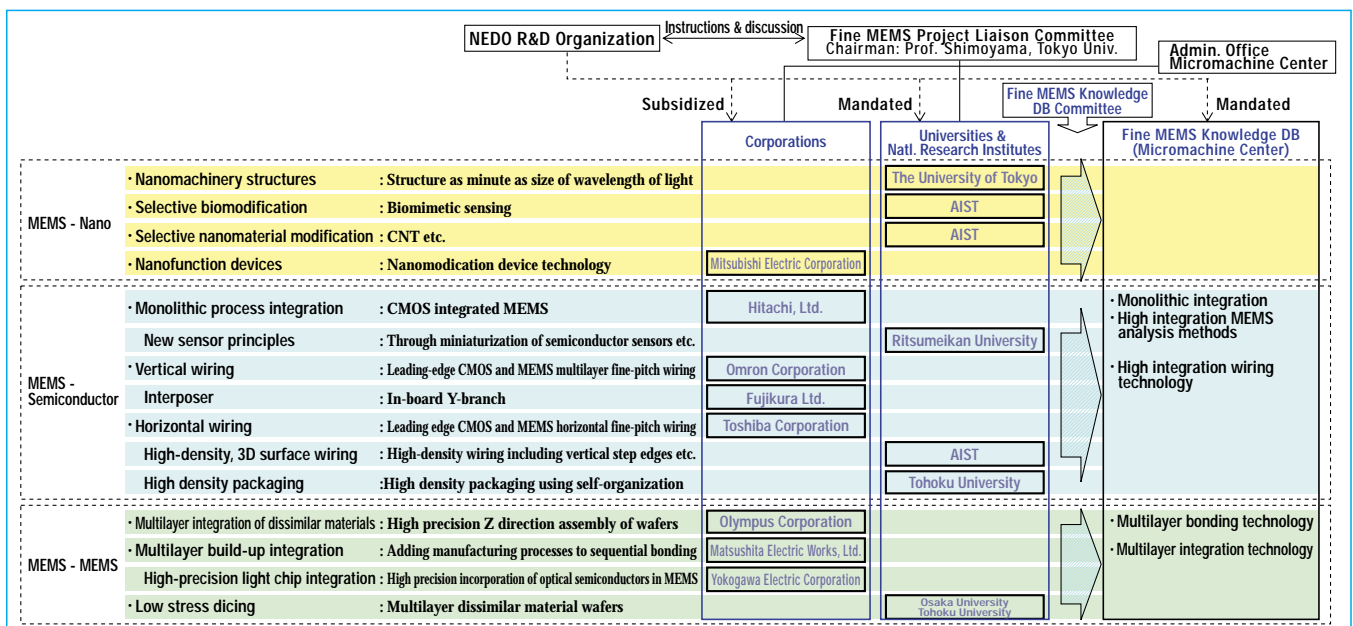 NEDO R&D Organization
Instructions & discussion
Fine MEMS Project Liaison Committee
Chairman: Prof. Shimoyama, Tokyo Univ.
Admin. Office
Micromachine Center
Subsidized
Mandated
Fine MEMS Knowledge
DB Committee
Mandated
Corporations
Universities &
Natl. Research Institutes
Fine MEMS Knowledge DB
(Micromachine Center)
MEMS - Nano
· Nanomachinery structures : Structure as minute as size of wavelength of light The University of Tokyo
· Selective biomodification : Biomimetic sensing AIST
· Selective nanomaterial modification : CNT etc. AIST
· Nanofunction devices : Nanomodication device technology Mitsubishi Electric Corporation
MEMS -
Semiconductor
· Monolithic process integration : CMOS integrated MEMS Hitachi, Ltd.
New sensor principles : Through miniaturization of semiconductor sensors etc. Ritsumeikan University
· Vertical wiring : Leading-edge CMOS and MEMS multilayer fine-pitch wiring Omron Corporation
Interposer : In-board Y-branch Fujikura Ltd.
· Horizontal wiring : Leading edge CMOS and MEMS horizontal fine-pitch wiring Toshiba Corporation
High-density, 3D surface wiring : High-density wiring including vertical step edges etc. AIST
High density packaging :High density packaging using self-organization Tohoku University
· Monolithic integration
· High integration MEMS
analysis methods
· High integration wiring
technology
MEMS - MEMS
· Multilayer integration of dissimilar materials : High precision Z direction assembly of wafers Olympus Corporation
· Multilayer build-up integration : Adding manufacturing processes to sequential bonding Matsushita Electric Works, Ltd.
High-precision light chip integration : High precision incorporation of optical semiconductors in MEMS Yokogawa Electric Corporation
· Low stress dicing : Multilayer dissimilar material wafers Osaka University
Tohoku University
· Multilayer bonding technology
· Multilayer integration technology